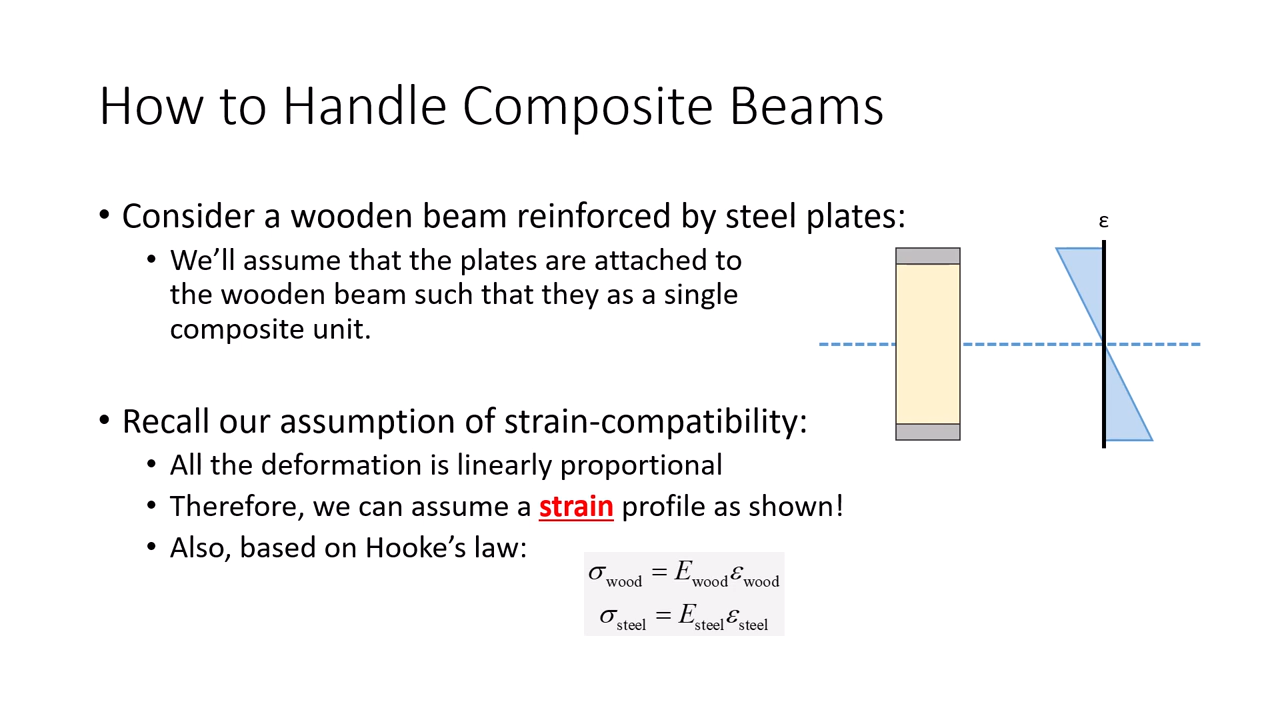 How to Handle Composite Beams
• Consider a wooden beam reinforced by steel plates:
• We’ll assume that the plates are attached to
the wooden beam such that they as a single
composite unit.
ε
• Recall our assumption of strain-compatibility:
• All the deformation is linearly proportional
• Therefore, we can assume a strain profile as shown!
• Also, based on Hooke’s law:
σ_wood = E_wood ε_wood
σ_steel = E_steel ε_steel